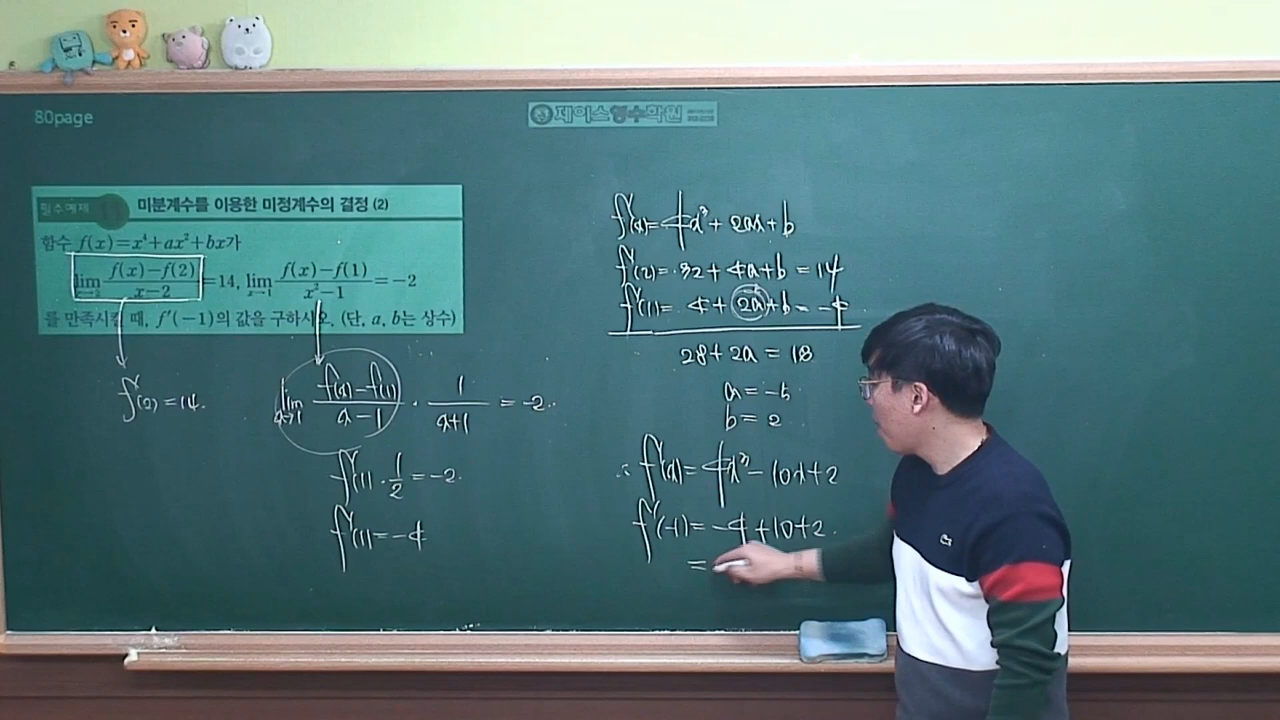 80page
제이스영수학원
필수예제 미분계수를 이용한 미정계수의 결정 (2)
함수 f(x)=x⁴+ax²+bx가
lim x→2 f(x)−f(2) / x−2 =14, lim x→1 f(x)−f(1) / x²−1 =−2
를 만족시킬 때, f′(−1)의 값을 구하시오. (단, a, b는 상수)
f'(2)=14.
lim x→1 f(x)−f(1) / x−1 · 1 / x+1 = −2.
f'(1)·1/2=−2.
f'(1)=−4
f'(x)=4x³+2ax+b
f'(2)=32+4a+b=14
f'(1)=4+2a+b=−4
28+2a=18
a=−5
b=2
∴ f'(x)=4x³−10x+2
f'(−1)=−4+10+2.
=